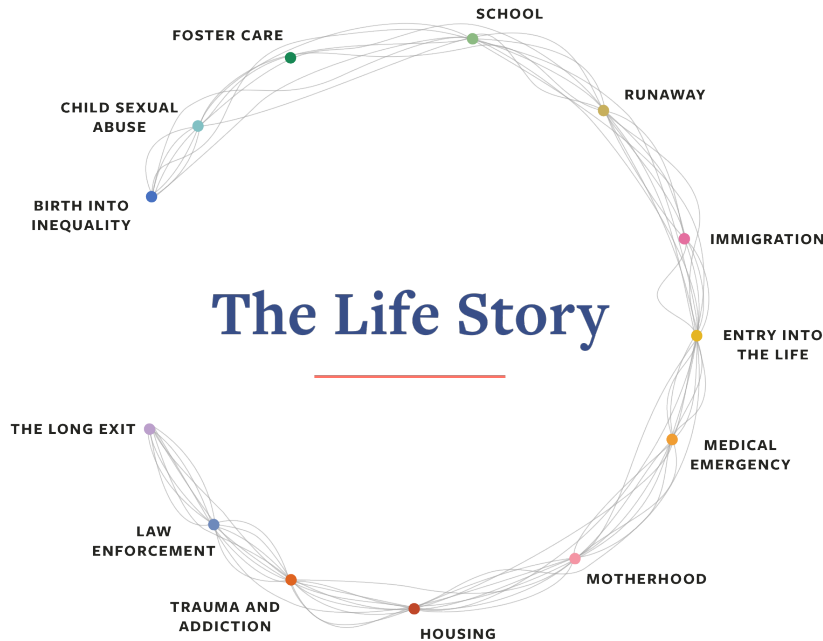 SCHOOL
FOSTER CARE
RUNAWAY
CHILD SEXUAL
ABUSE
BIRTH INTO
INEQUALITY
IMMIGRATION
The Life Story
ENTRY INTO
THE LIFE
THE LONG EXIT
MEDICAL
EMERGENCY
LAW
ENFORCEMENT
MOTHERHOOD
TRAUMA AND
ADDICTION
HOUSING